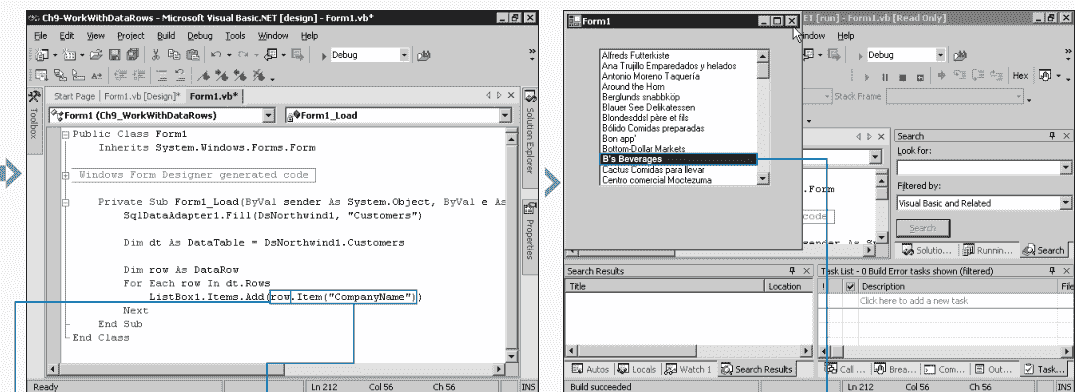 Ch9-WorkWithDataRows - Microsoft Visual Basic.NET [design] - Form1.vb*
File Edit View Project Build Debug Tools Window Help
Debug
Start Page | Form1.vb [Design]* Form1.vb*
Form1 (Ch9_WorkWithDataRows) Form1_Load
Toolbox
Solution Explorer
Properties
Public Class Form1
Inherits System.Windows.Forms.Form
Windows Form Designer generated code
Private Sub Form1_Load(ByVal sender As System.Object, ByVal e As
SqlDataAdapter1.Fill(DsNorthwind1, "Customers")
Dim dt As DataTable = DsNorthwind1.Customers
Dim row As DataRow
For Each row In dt.Rows
ListBox1.Items.Add(row.Item("CompanyName"))
Next
End Sub
End Class
Ready Ln 212 Col 56 Ch 56 INS
Form1
ET [run] - Form1.vb [Read Only]
indow Help
Debug
Hex
Stack Frame
Alfreds Futterkiste
Ana Trujillo Emparedados y helados
Antonio Moreno Taquería
Around the Horn
Berglunds snabbköp
Blauer See Delikatessen
Blondesddsl père et fils
Bólido Comidas preparadas
Bon app'
Bottom-Dollar Markets
B's Beverages
Cactus Comidas para llevar
Centro comercial Moctezuma
.Form
code
sender As S
Search
Look for:
Filtered by:
Visual Basic and Related
Search
Solutio... Runnin... Search
Search Results
Title Location
Autos Locals Watch 1 Search Results
Task List - 0 Build Error tasks shown (filtered)
! Description File
Click here to add a new task
Call ... Brea... Com... Out... Task...
Build succeeded Ln 212 Col 56 Ch 56 INS